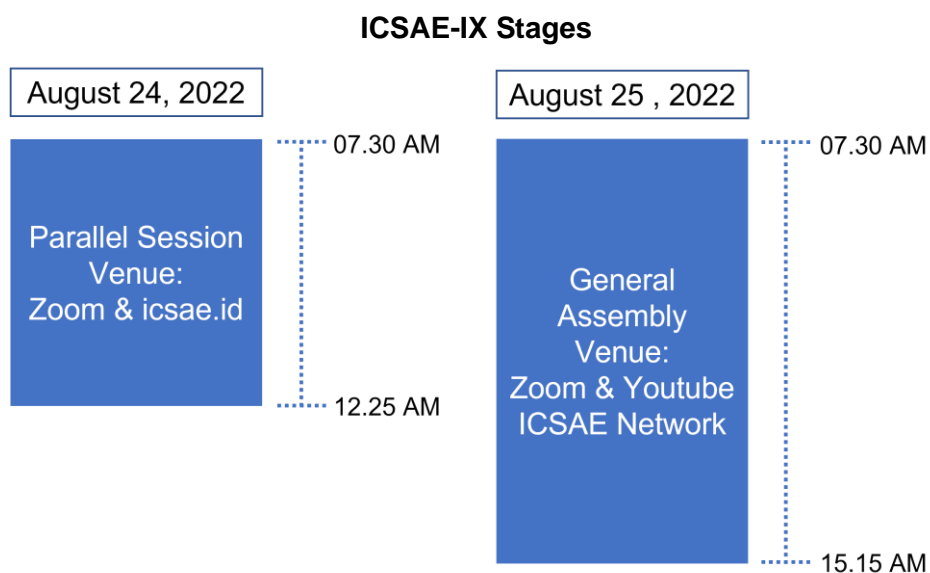 ICSAE-IX Stages
August 24, 2022
07.30 AM
Parallel Session
Venue:
Zoom & icsae.id
12.25 AM
August 25 , 2022
07.30 AM
General
Assembly
Venue:
Zoom & Youtube
ICSAE Network
15.15 AM